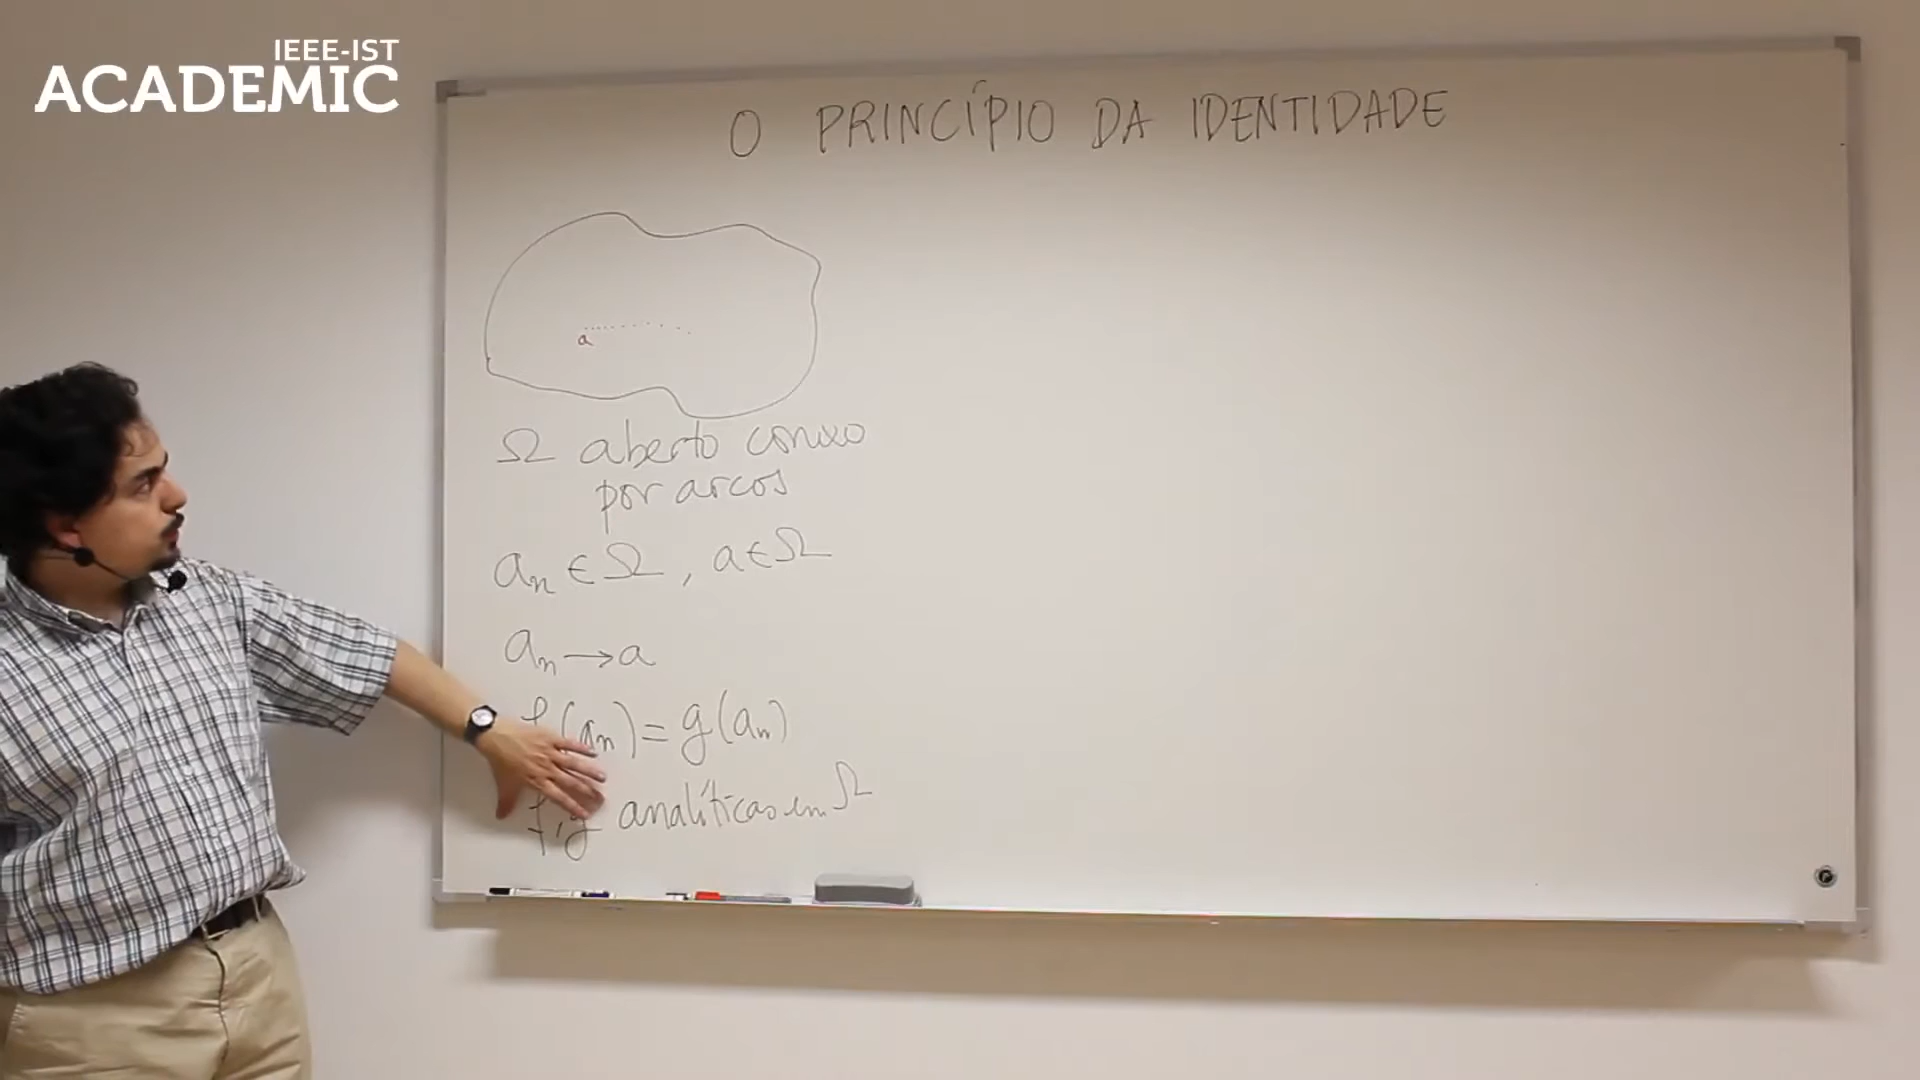 IEEE-IST
ACADEMIC
O PRINCÍPIO DA IDENTIDADE
a
Ω aberto conexo
por arcos
aₙ ∈ Ω, a ∈ Ω
aₙ → a
f(aₙ) = g(aₙ)
f, g analíticas em Ω